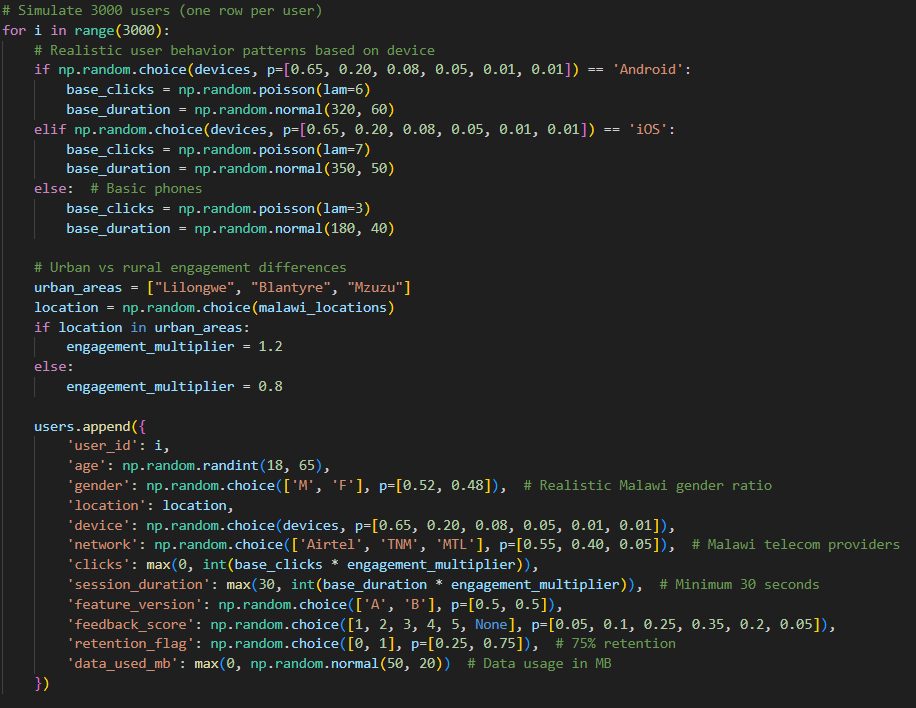 # Simulate 3000 users (one row per user)
for i in range(3000):
    # Realistic user behavior patterns based on device
    if np.random.choice(devices, p=[0.65, 0.20, 0.08, 0.05, 0.01, 0.01]) == 'Android':
        base_clicks = np.random.poisson(lam=6)
        base_duration = np.random.normal(320, 60)
    elif np.random.choice(devices, p=[0.65, 0.20, 0.08, 0.05, 0.01, 0.01]) == 'iOS':
        base_clicks = np.random.poisson(lam=7)
        base_duration = np.random.normal(350, 50)
    else:  # Basic phones
        base_clicks = np.random.poisson(lam=3)
        base_duration = np.random.normal(180, 40)
    # Urban vs rural engagement differences
    urban_areas = ["Lilongwe", "Blantyre", "Mzuzu"]
    location = np.random.choice(malawi_locations)
    if location in urban_areas:
        engagement_multiplier = 1.2
    else:
        engagement_multiplier = 0.8
    users.append({
        'user_id': i,
        'age': np.random.randint(18, 65),
        'gender': np.random.choice(['M', 'F'], p=[0.52, 0.48]),  # Realistic Malawi gender ratio
        'location': location,
        'device': np.random.choice(devices, p=[0.65, 0.20, 0.08, 0.05, 0.01, 0.01]),
        'network': np.random.choice(['Airtel', 'TNM', 'MTL'], p=[0.55, 0.40, 0.05]),  # Malawi telecom providers
        'clicks': max(0, int(base_clicks * engagement_multiplier)),
        'session_duration': max(30, int(base_duration * engagement_multiplier)),  # Minimum 30 seconds
        'feature_version': np.random.choice(['A', 'B'], p=[0.5, 0.5]),
        'feedback_score': np.random.choice([1, 2, 3, 4, 5, None], p=[0.05, 0.1, 0.25, 0.35, 0.2, 0.05]),
        'retention_flag': np.random.choice([0, 1], p=[0.25, 0.75]),  # 75% retention
        'data_used_mb': max(0, np.random.normal(50, 20))  # Data usage in MB
    })